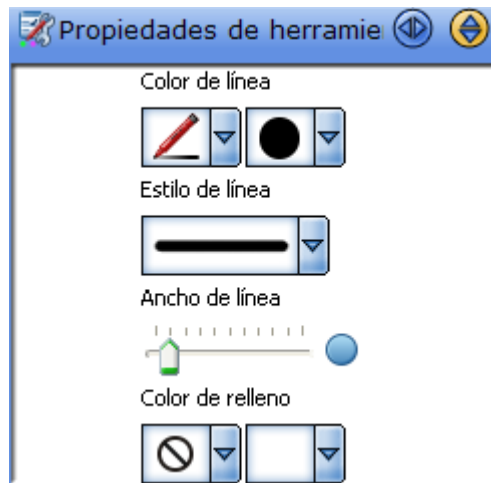 Propiedades de herramie
Color de línea
Estilo de línea
Ancho de línea
Color de relleno